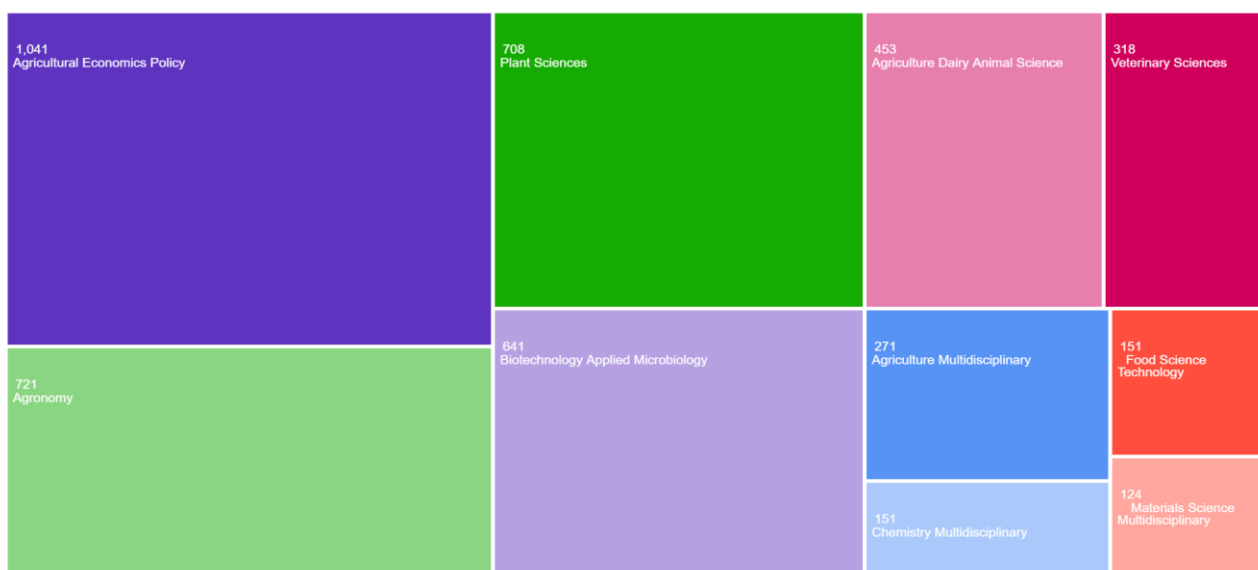 1,041
Agricultural Economics Policy
721
Agronomy
708
Plant Sciences
641
Biotechnology Applied Microbiology
453
Agriculture Dairy Animal Science
318
Veterinary Sciences
271
Agriculture Multidisciplinary
151
Chemistry Multidisciplinary
151
Food Science
Technology
124
Materials Science
Multidisciplinary